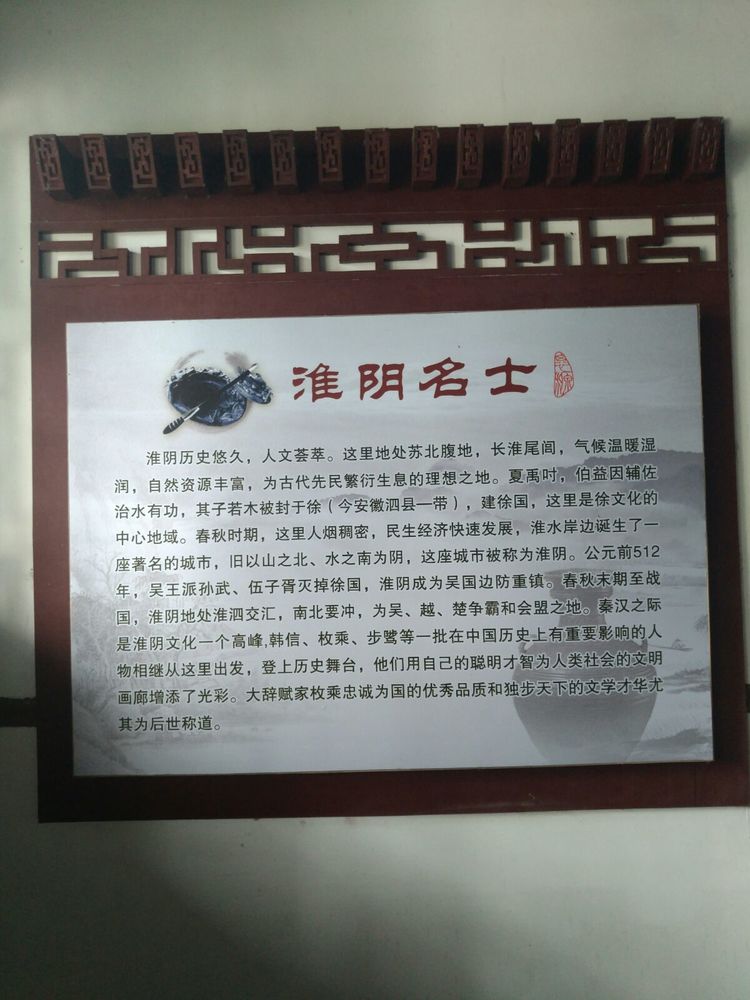 淮阴名士
淮阴历史悠久，人文荟萃。这里地处苏北腹地，长淮尾闾，气候温暖湿
润，自然资源丰富，为古代先民繁衍生息的理想之地。夏禹时，伯益因辅佐
治水有功，其子若木被封于徐（今安徽泗县一带），建徐国，这里是徐文化的
中心地域。春秋时期，这里人烟稠密，民生经济快速发展，淮水岸边诞生了一
座著名的城市，旧以山之北、水之南为阴，这座城市被称为淮阴。公元前512
年，吴王派孙武、伍子胥灭掉徐国，淮阴成为吴国边防重镇。春秋末期至战
国，淮阴地处淮泗交汇，南北要冲，为吴、越、楚争霸和会盟之地。秦汉之际
是淮阴文化一个高峰,韩信、枚乘、步骘等一批在中国历史上有重要影响的人
物相继从这里出发，登上历史舞台，他们用自己的聪明才智为人类社会的文明
画廊增添了光彩。大辞赋家枚乘忠诚为国的优秀品质和独步天下的文学才华尤
其为后世称道。